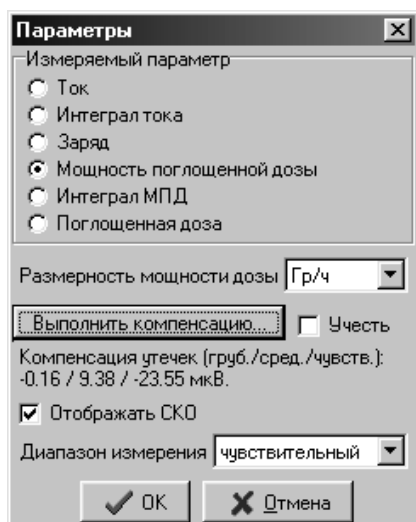 Параметры
Измеряемый параметр
Ток
Интеграл тока
Заряд
Мощность поглощенной дозы
Интеграл МПД
Поглощенная доза
Размерность мощности дозы Гр/ч
Выполнить компенсацию... Учесть
Компенсация утечек (груб./сред./чувств.):
-0.16 / 9.38 / -23.55 мкВ.
Отображать СКО
Диапазон измерения чувствительный
OK Отмена